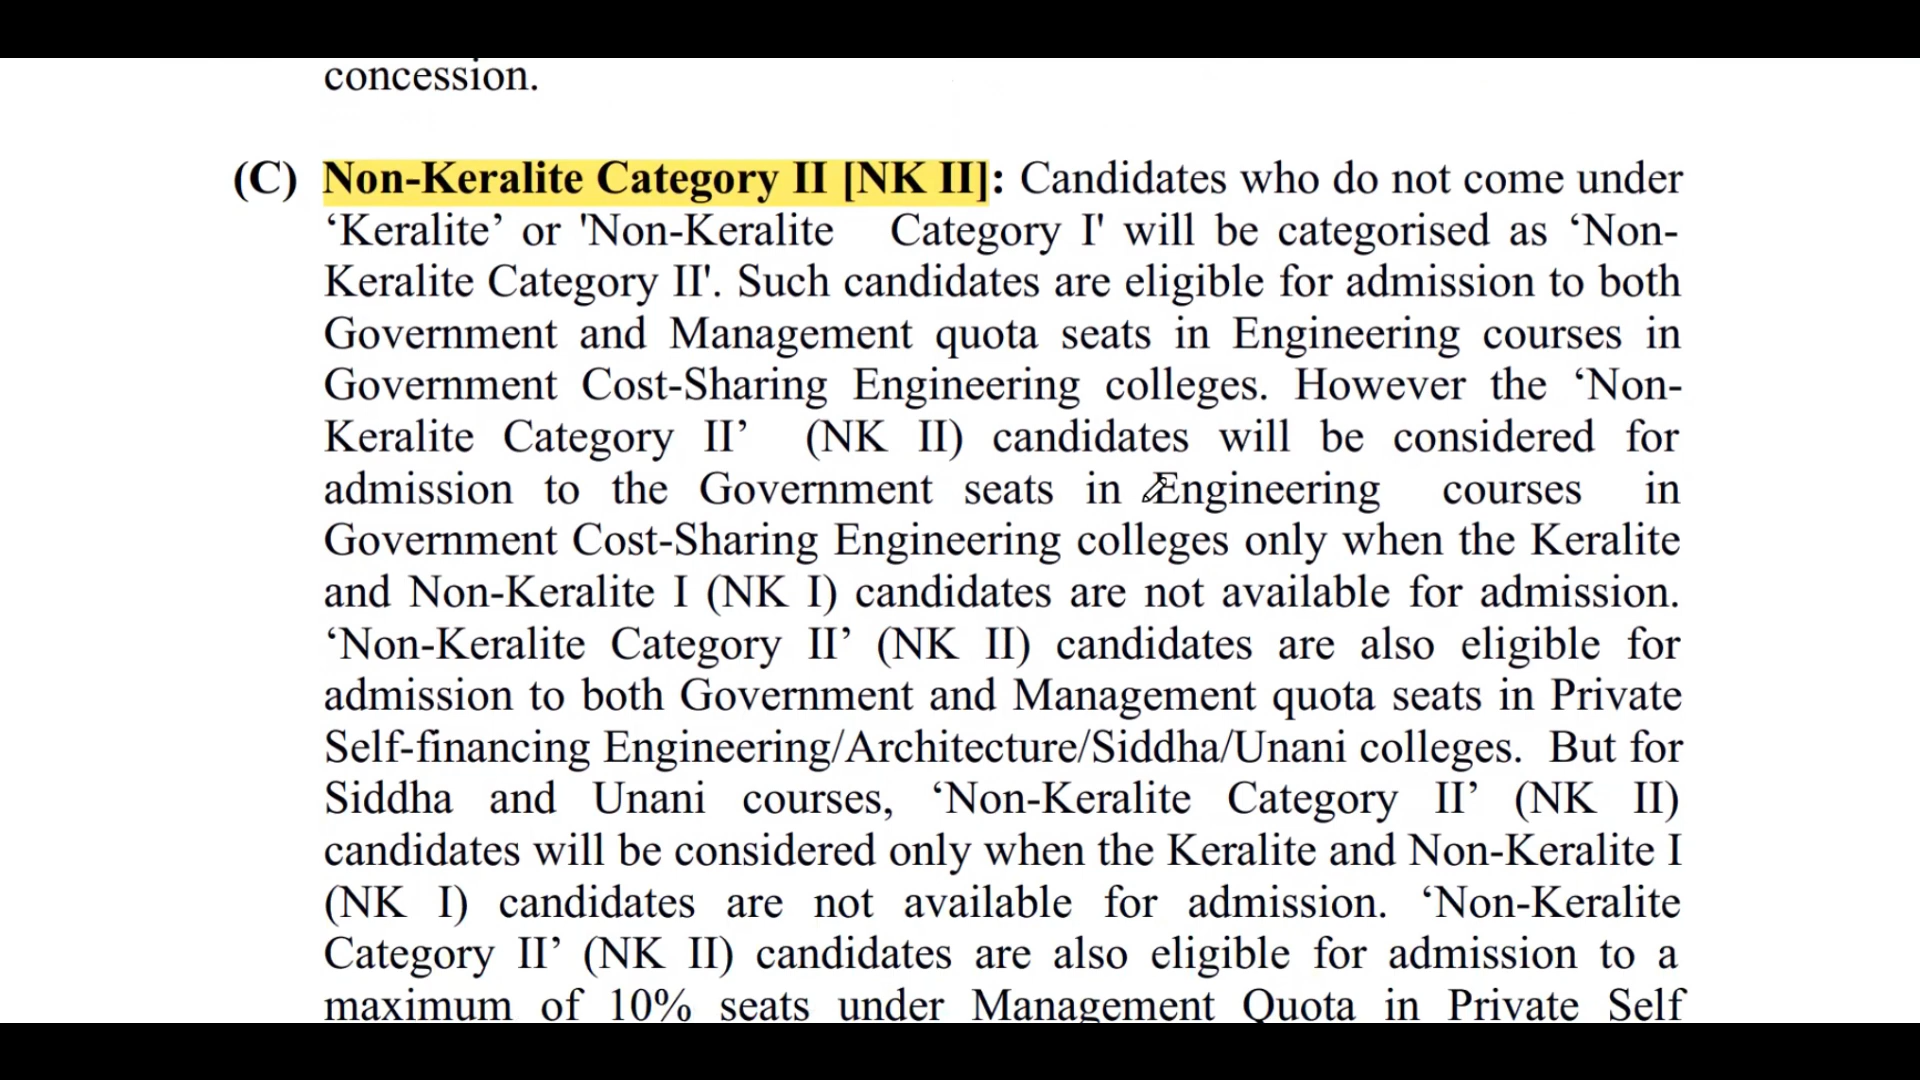 concession.
(C) Non-Keralite Category II [NK II]: Candidates who do not come under
‘Keralite’ or 'Non-Keralite Category I' will be categorised as ‘Non-
Keralite Category II'. Such candidates are eligible for admission to both
Government and Management quota seats in Engineering courses in
Government Cost-Sharing Engineering colleges. However the ‘Non-
Keralite Category II’ (NK II) candidates will be considered for
admission to the Government seats in Engineering courses in
Government Cost-Sharing Engineering colleges only when the Keralite
and Non-Keralite I (NK I) candidates are not available for admission.
‘Non-Keralite Category II’ (NK II) candidates are also eligible for
admission to both Government and Management quota seats in Private
Self-financing Engineering/Architecture/Siddha/Unani colleges. But for
Siddha and Unani courses, ‘Non-Keralite Category II’ (NK II)
candidates will be considered only when the Keralite and Non-Keralite I
(NK I) candidates are not available for admission. ‘Non-Keralite
Category II’ (NK II) candidates are also eligible for admission to a
maximum of 10% seats under Management Quota in Private Self